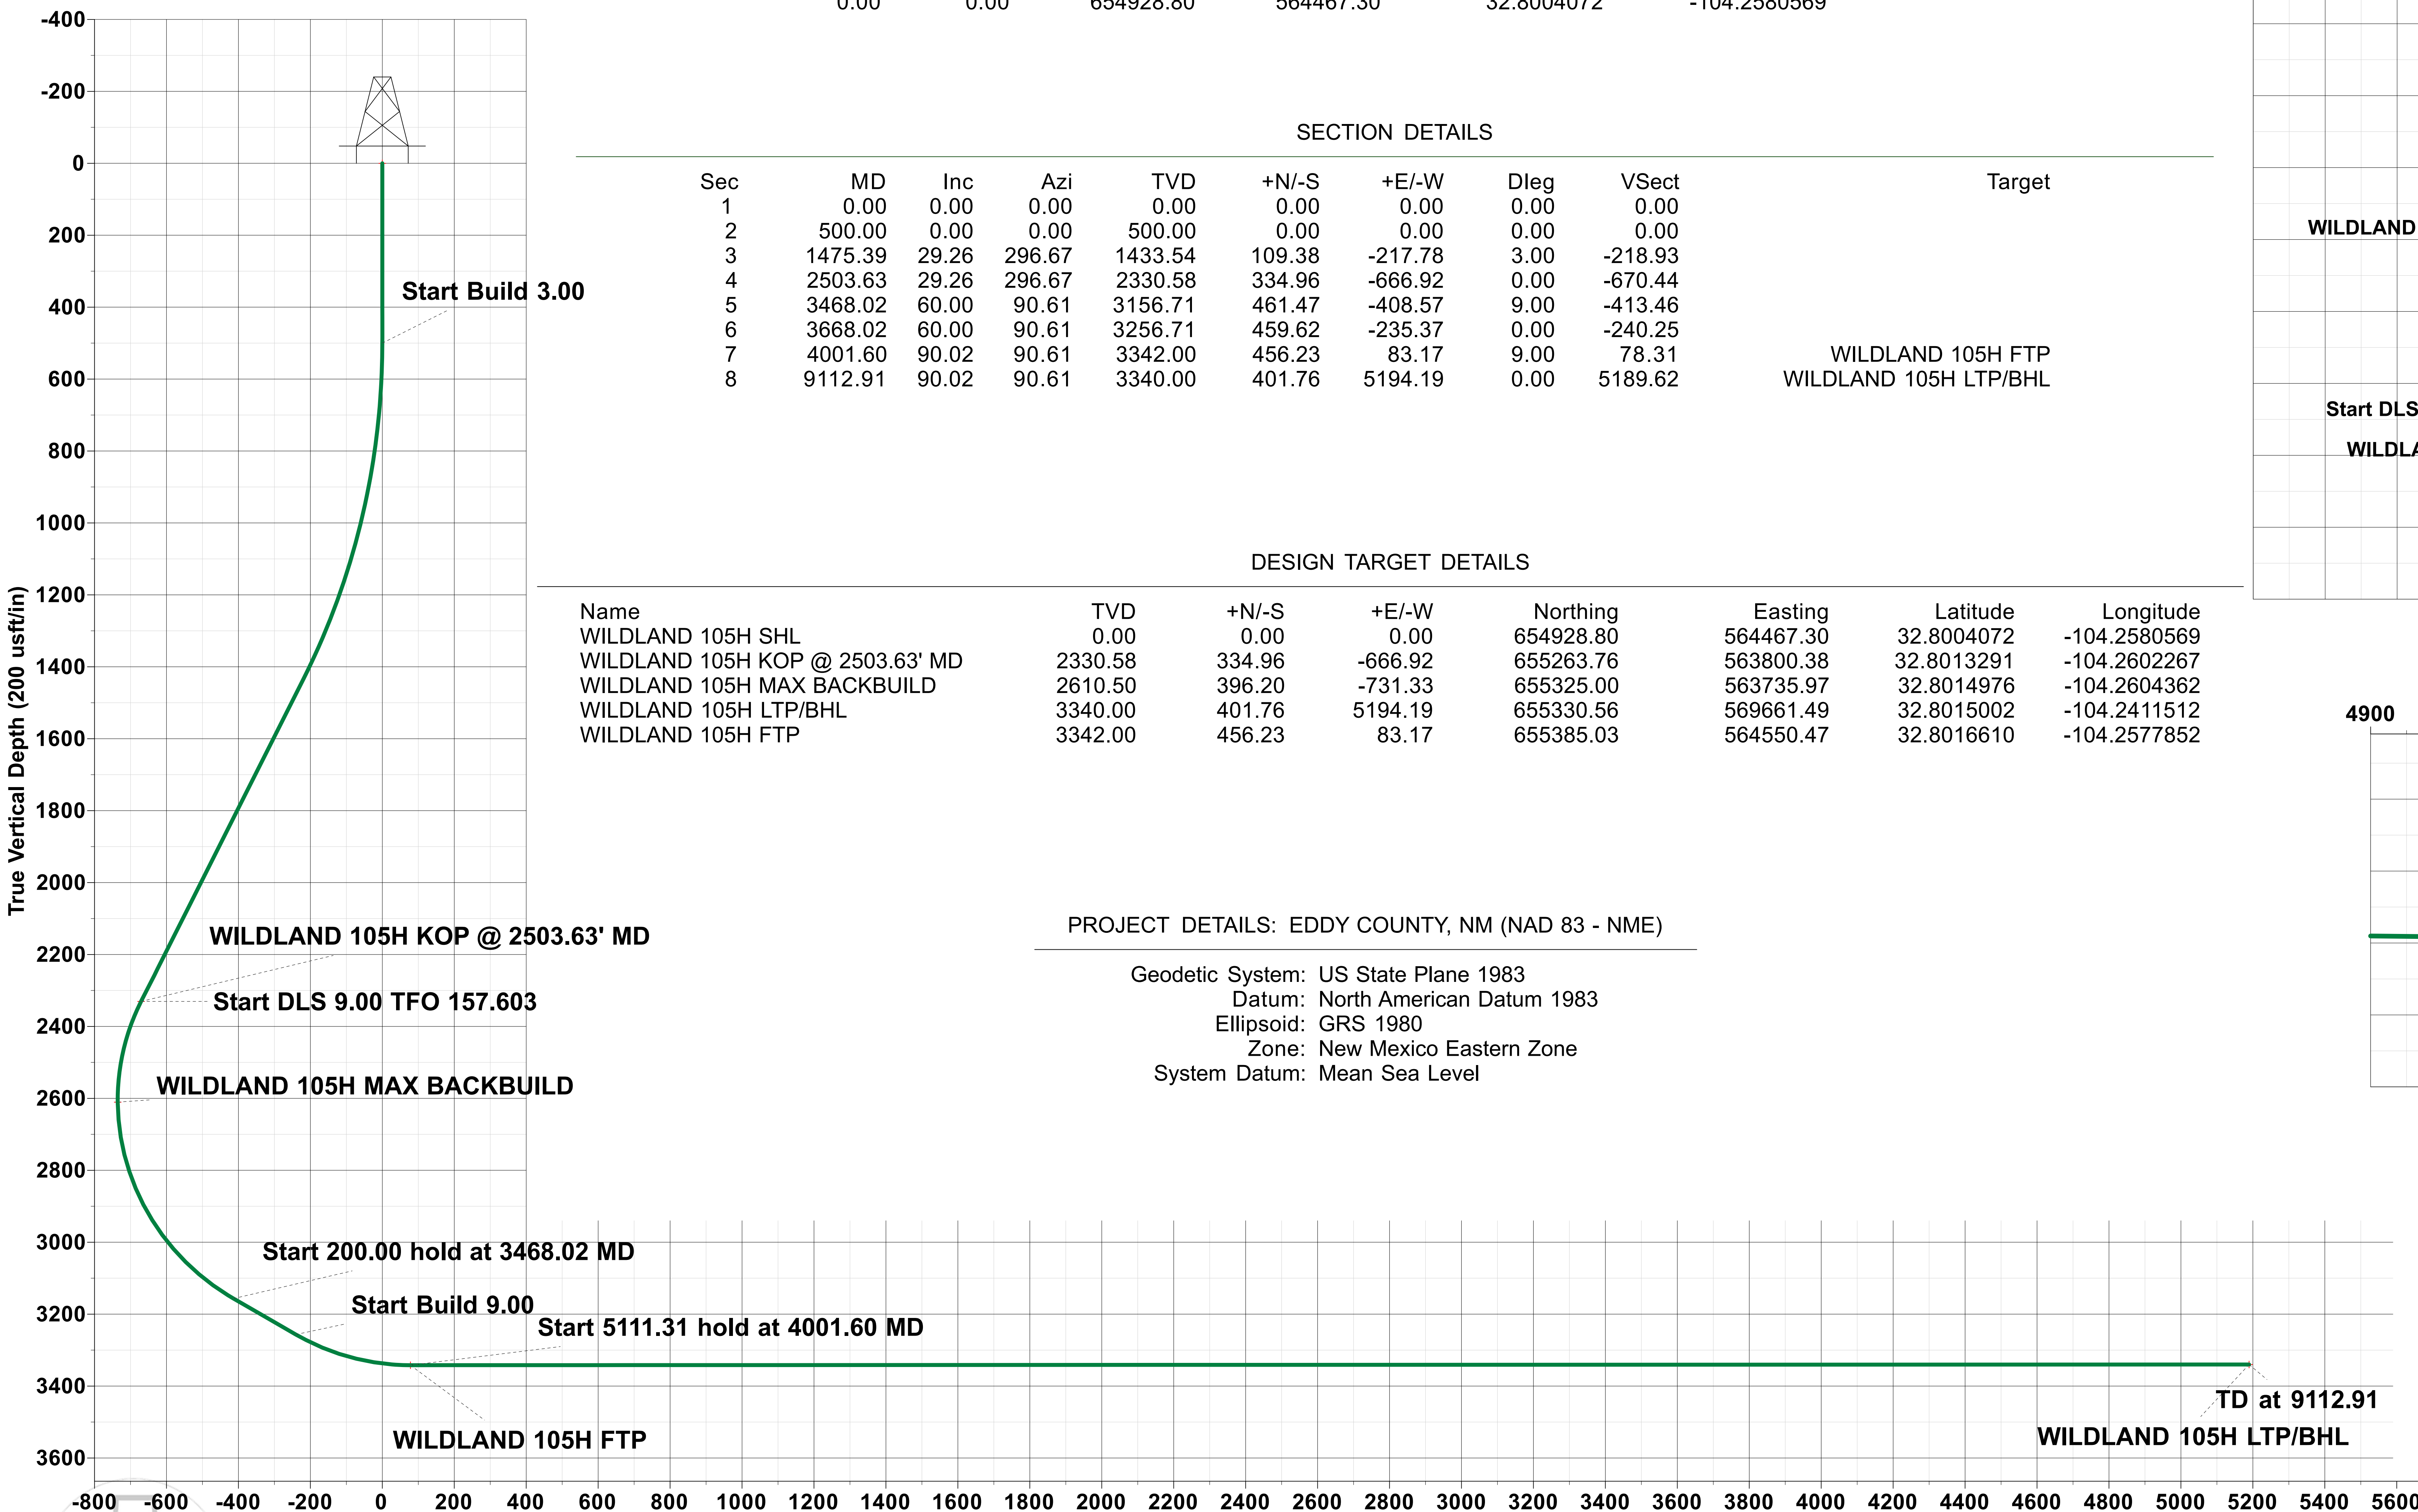 0.00 0.00 654928.80 564467.30 32.8004072 -104.2580569
SECTION DETAILS
Sec MD Inc Azi TVD +N/-S +E/-W Dleg VSect Target
1 0.00 0.00 0.00 0.00 0.00 0.00 0.00 0.00
2 500.00 0.00 0.00 500.00 0.00 0.00 0.00 0.00
3 1475.39 29.26 296.67 1433.54 109.38 -217.78 3.00 -218.93
4 2503.63 29.26 296.67 2330.58 334.96 -666.92 0.00 -670.44
5 3468.02 60.00 90.61 3156.71 461.47 -408.57 9.00 -413.46
6 3668.02 60.00 90.61 3256.71 459.62 -235.37 0.00 -240.25
7 4001.60 90.02 90.61 3342.00 456.23 83.17 9.00 78.31 WILDLAND 105H FTP
8 9112.91 90.02 90.61 3340.00 401.76 5194.19 0.00 5189.62 WILDLAND 105H LTP/BHL
DESIGN TARGET DETAILS
Name TVD +N/-S +E/-W Northing Easting Latitude Longitude
WILDLAND 105H SHL 0.00 0.00 0.00 654928.80 564467.30 32.8004072 -104.2580569
WILDLAND 105H KOP @ 2503.63' MD 2330.58 334.96 -666.92 655263.76 563800.38 32.8013291 -104.2602267
WILDLAND 105H MAX BACKBUILD 2610.50 396.20 -731.33 655325.00 563735.97 32.8014976 -104.2604362
WILDLAND 105H LTP/BHL 3340.00 401.76 5194.19 655330.56 569661.49 32.8015002 -104.2411512
WILDLAND 105H FTP 3342.00 456.23 83.17 655385.03 564550.47 32.8016610 -104.2577852
PROJECT DETAILS: EDDY COUNTY, NM (NAD 83 - NME)
Geodetic System: US State Plane 1983
Datum: North American Datum 1983
Ellipsoid: GRS 1980
Zone: New Mexico Eastern Zone
System Datum: Mean Sea Level
True Vertical Depth (200 usft/in)
-400
-200
0
200
400
600
800
1000
1200
1400
1600
1800
2000
2200
2400
2600
2800
3000
3200
3400
3600
Start Build 3.00
WILDLAND 105H KOP @ 2503.63' MD
Start DLS 9.00 TFO 157.603
WILDLAND 105H MAX BACKBUILD
Start 200.00 hold at 3468.02 MD
Start Build 9.00
Start 5111.31 hold at 4001.60 MD
WILDLAND 105H FTP
TD at 9112.91
WILDLAND 105H LTP/BHL
-800 -600 -400 -200 0 200 400 600 800 1000 1200 1400 1600 1800 2000 2200 2400 2600 2800 3000 3200 3400 3600 3800 4000 4200 4400 4600 4800 5000 5200 5400 5600
WILDLAND
Start DLS
4900